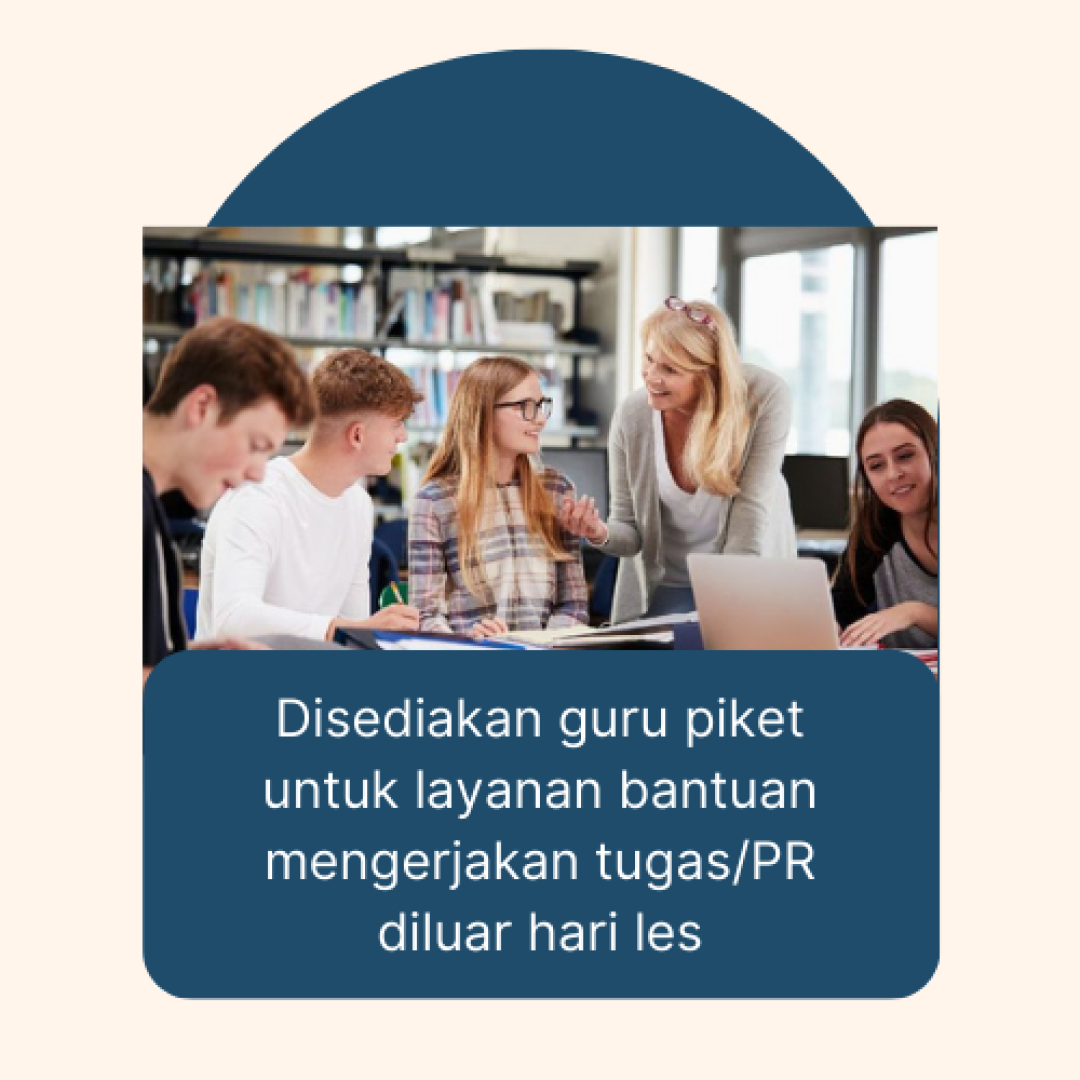 Disediakan guru piket
untuk layanan bantuan
mengerjakan tugas/PR
diluar hari les